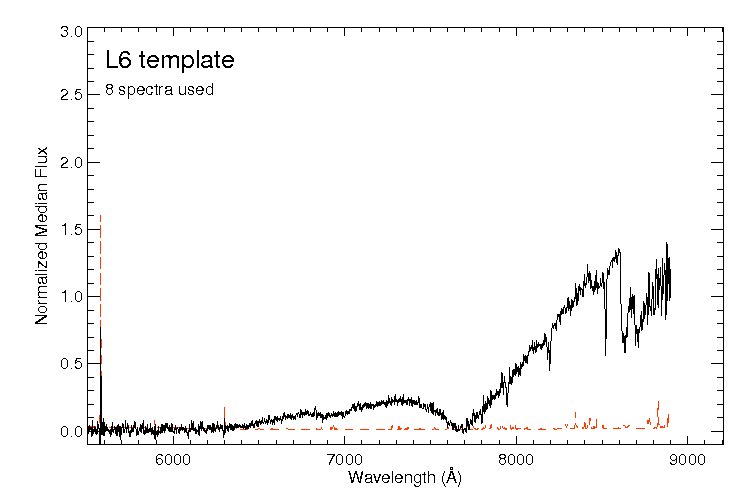 L6 template
8 spectra used
Normalized Median Flux
3.0
2.5
2.0
1.5
1.0
0.5
0.0
6000 7000 8000 9000
Wavelength (Å)